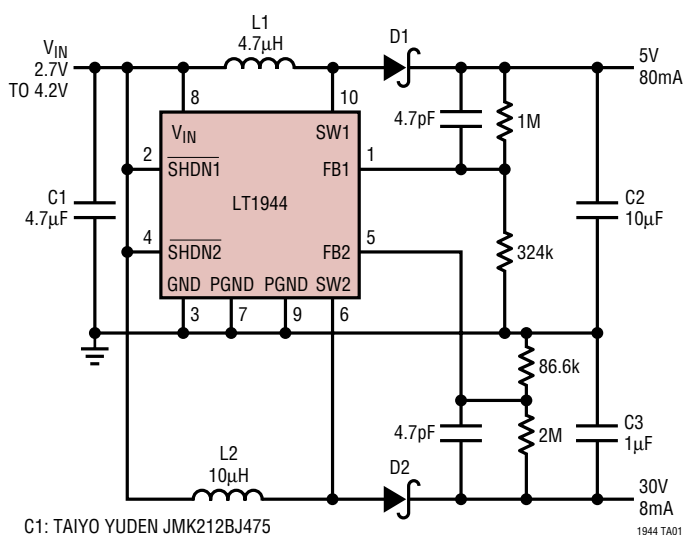 L1
4.7µH
D1
VIN
2.7V
TO 4.2V
5V
80mA
8
10
4.7pF
1M
VIN
SW1
2
SHDN1
FB1
1
C1
4.7µF
LT1944
C2
10µF
4
SHDN2
FB2
5
324k
GND PGND PGND SW2
3
7
9
6
86.6k
4.7pF
2M
C3
1µF
L2
10µH
D2
30V
8mA
C1: TAIYO YUDEN JMK212BJ475
1944 TA01